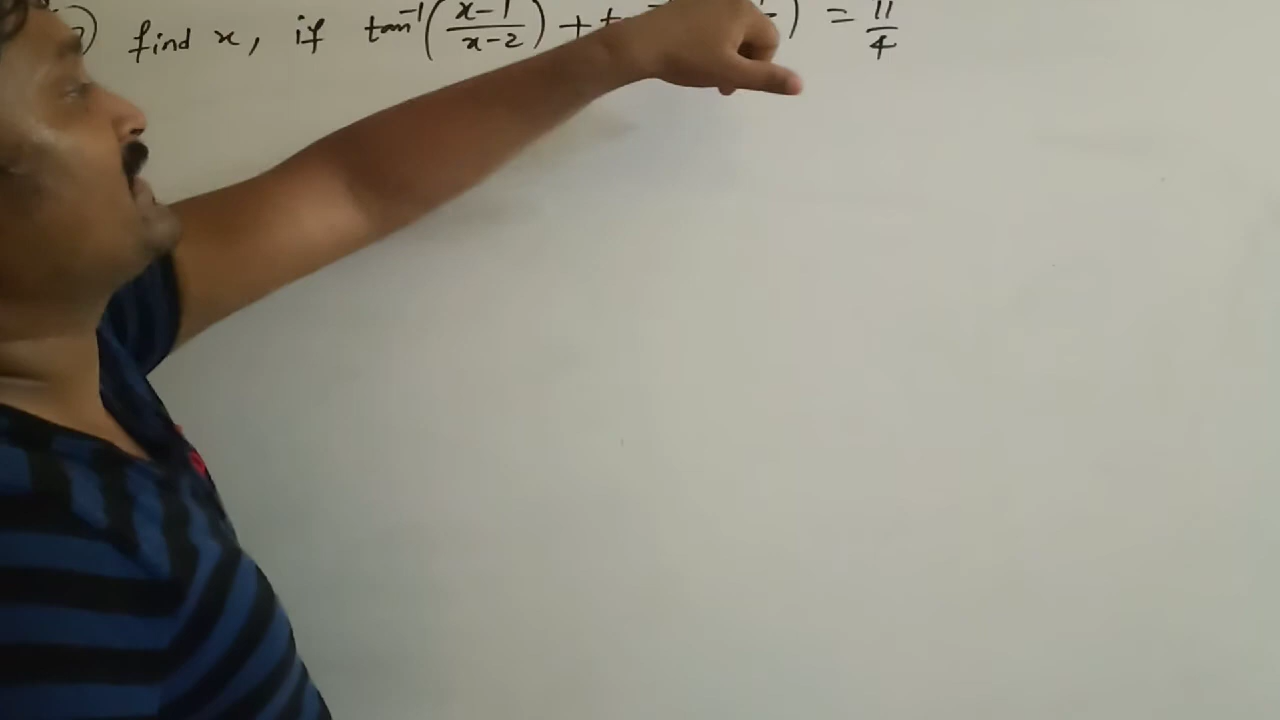 find x, if tan⁻¹(x-1/x-2) + t ) = π/4